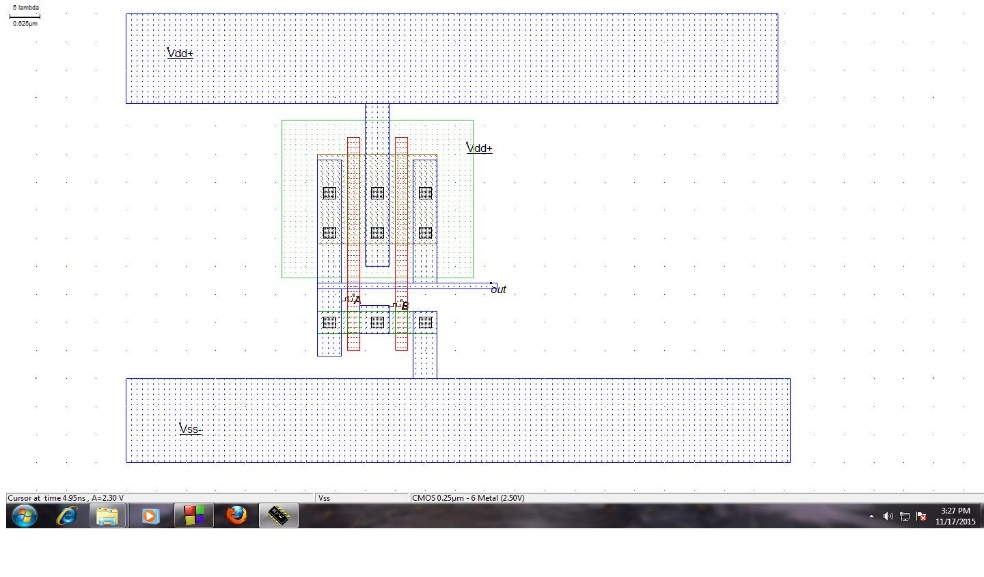 5 lambda
0.625µm
Vdd+
Vdd+
out
A
B
Vss-
Cursor at time 4.95ns , A=2.30 V
Vss
CMOS 0.25µm - 6 Metal (2.50V)
3:27 PM
11/17/2015